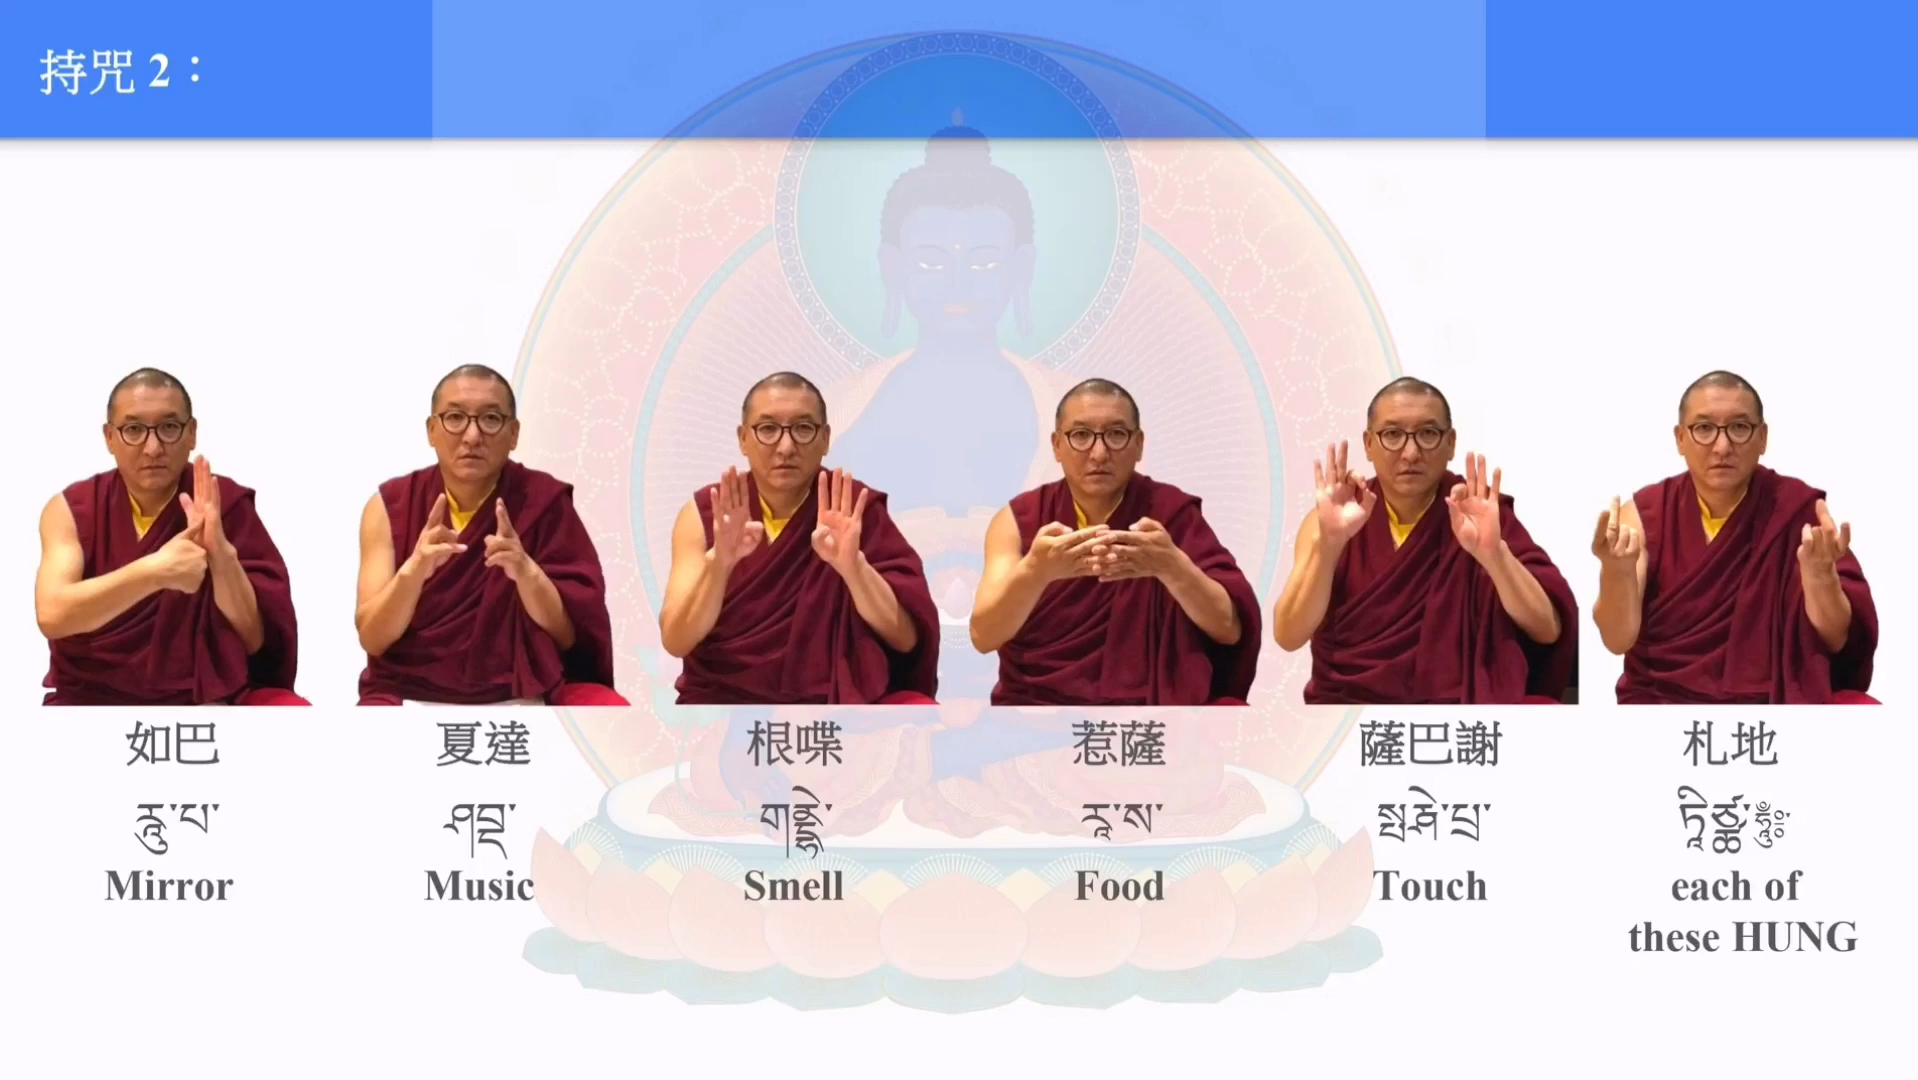 持咒 2：
如巴
夏達
根喋
惹薩
薩巴謝
札地
རཱུ་པ་
ཤབྡ་
གནྡྷེ་
རཱ་ས་
སྤརྴེ་པྲ་
Mirror
Music
Smell
Food
Touch
each of
these HUNG